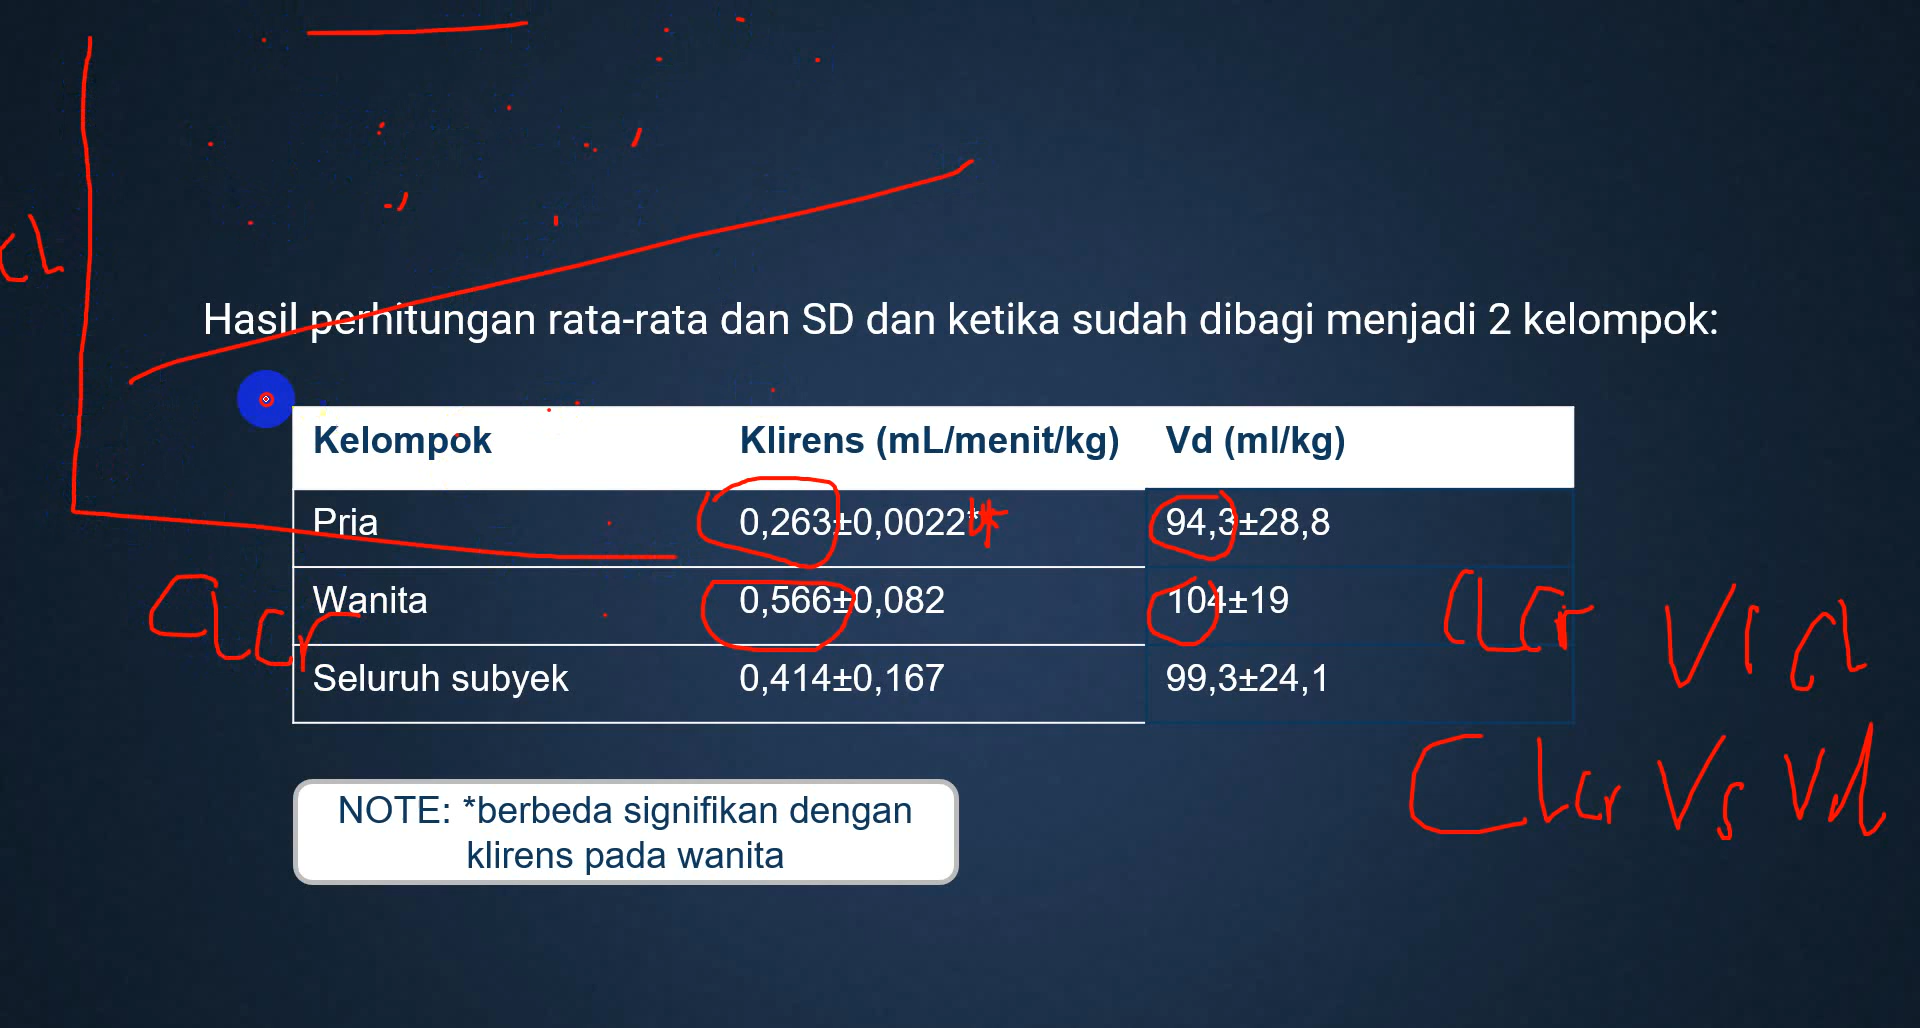 cL
Hasil perhitungan rata-rata dan SD dan ketika sudah dibagi menjadi 2 kelompok:
Kelompok Klirens (mL/menit/kg) Vd (ml/kg)
Pria 0,263±0,0022* 94,3±28,8
Wanita 0,566±0,082 104±19
Seluruh subyek 0,414±0,167 99,3±24,1
Clcr
Clcr Vs Vd
NOTE: *berbeda signifikan dengan
klirens pada wanita